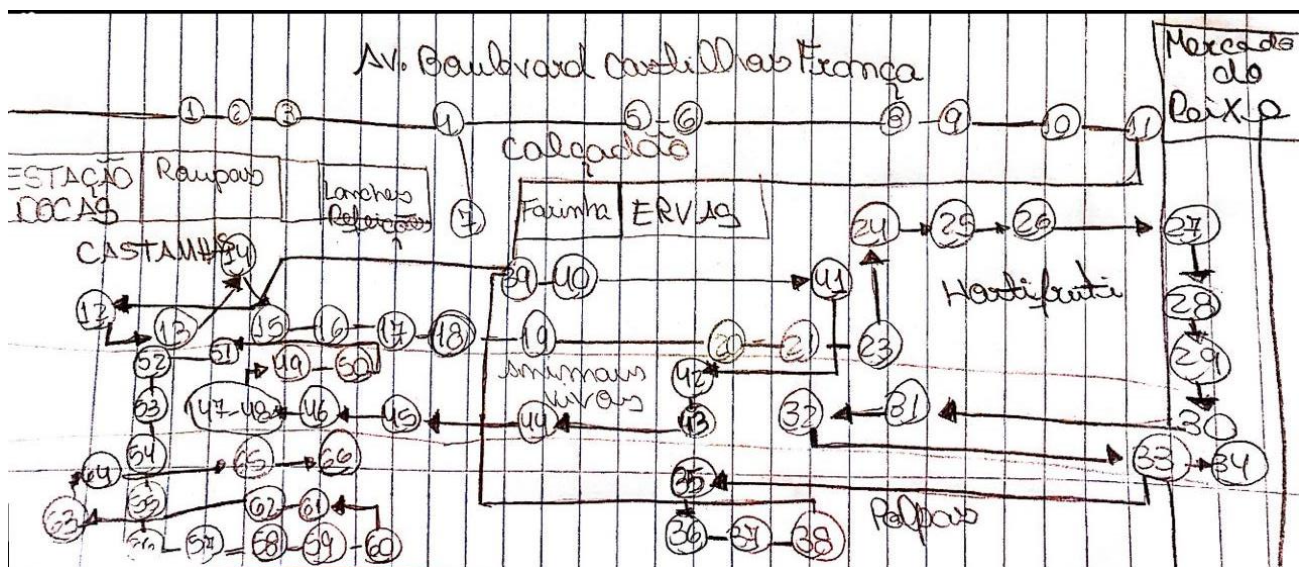 Av. Boulevard Castilhos França
Mercado do Peixe
1 2 3 4 5 6 8 9 10 11
Calçadão
ESTAÇÃO DOCAS
Roupas
Lanches Refeições
7
Farinha
ERVAS
24 25 26 27
CASTANHA
14
39 40 41
Hortifruti
28
12 13 15 16 17 18 19 20 21 23
52 51 49 50
29
animais vivos
42
53 47-48 46 45 44 43 32 31 30
54
64 65 66
33 34
35
55
63 62 61
Polpas
56 57 58 59 60
36 37 38